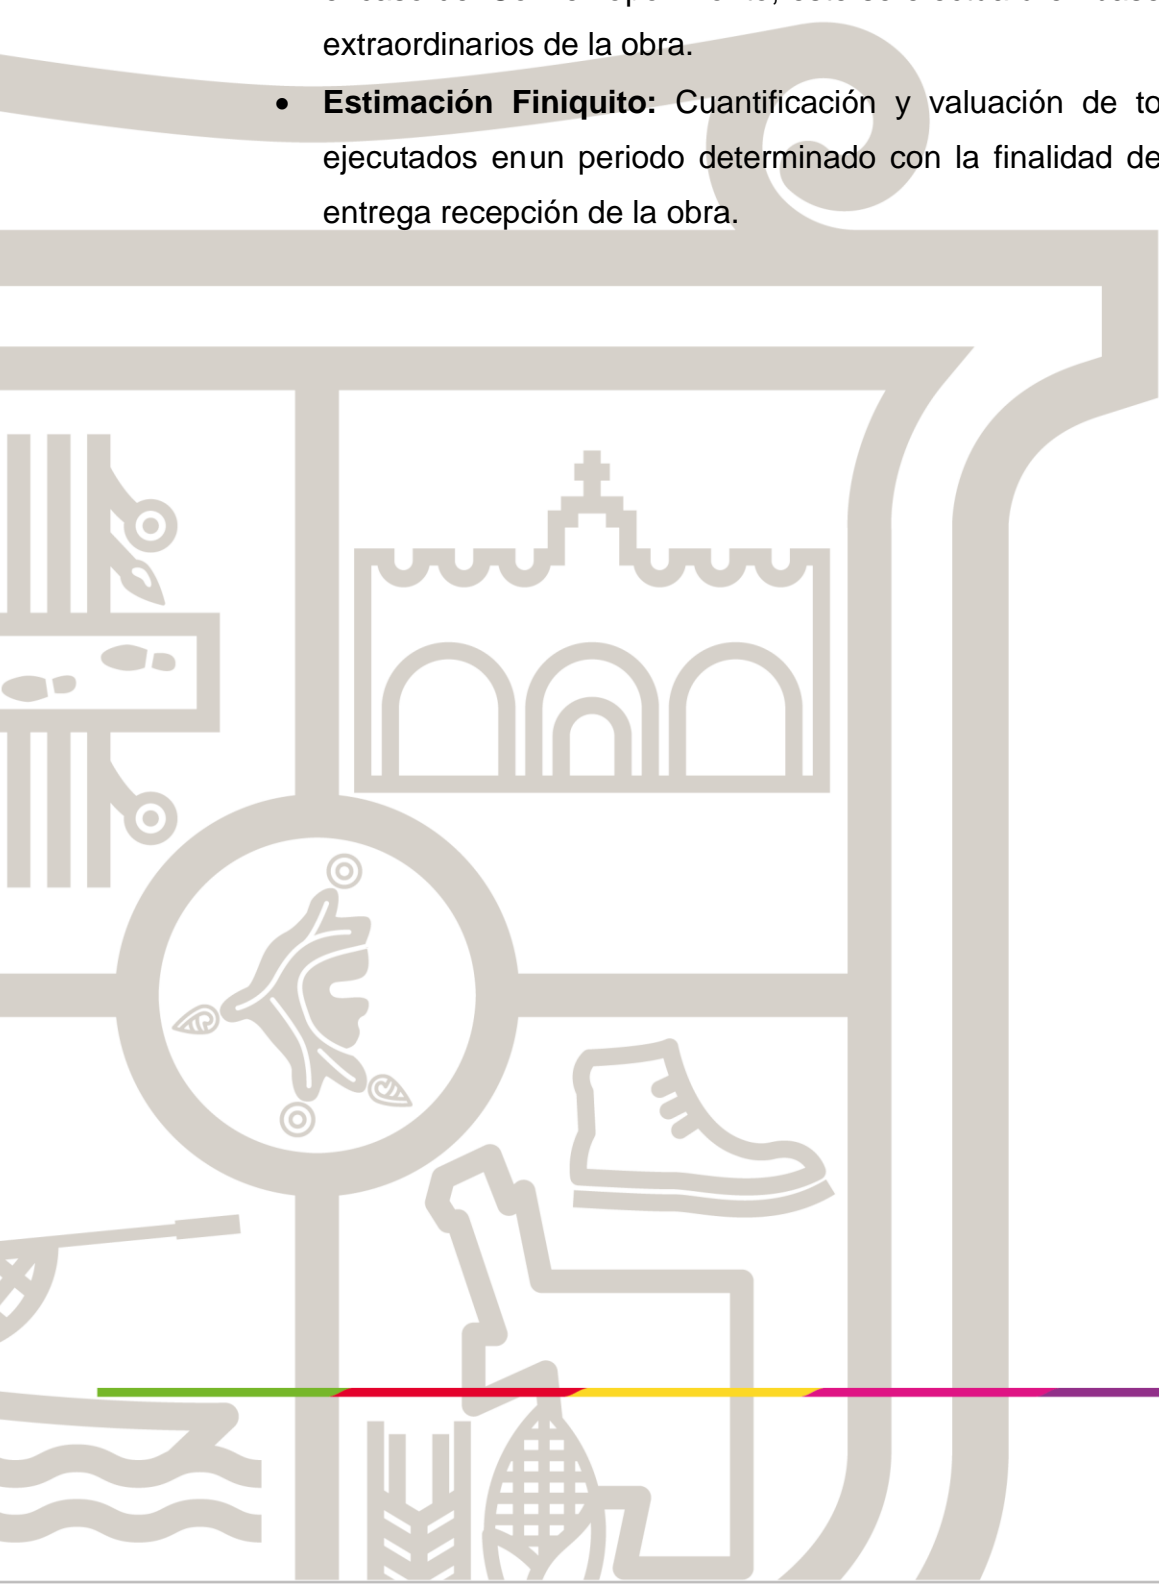 extraordinarios de la obra.
• Estimación Finiquito: Cuantificación y valuación de to
ejecutados enun periodo determinado con la finalidad de
entrega recepción de la obra.